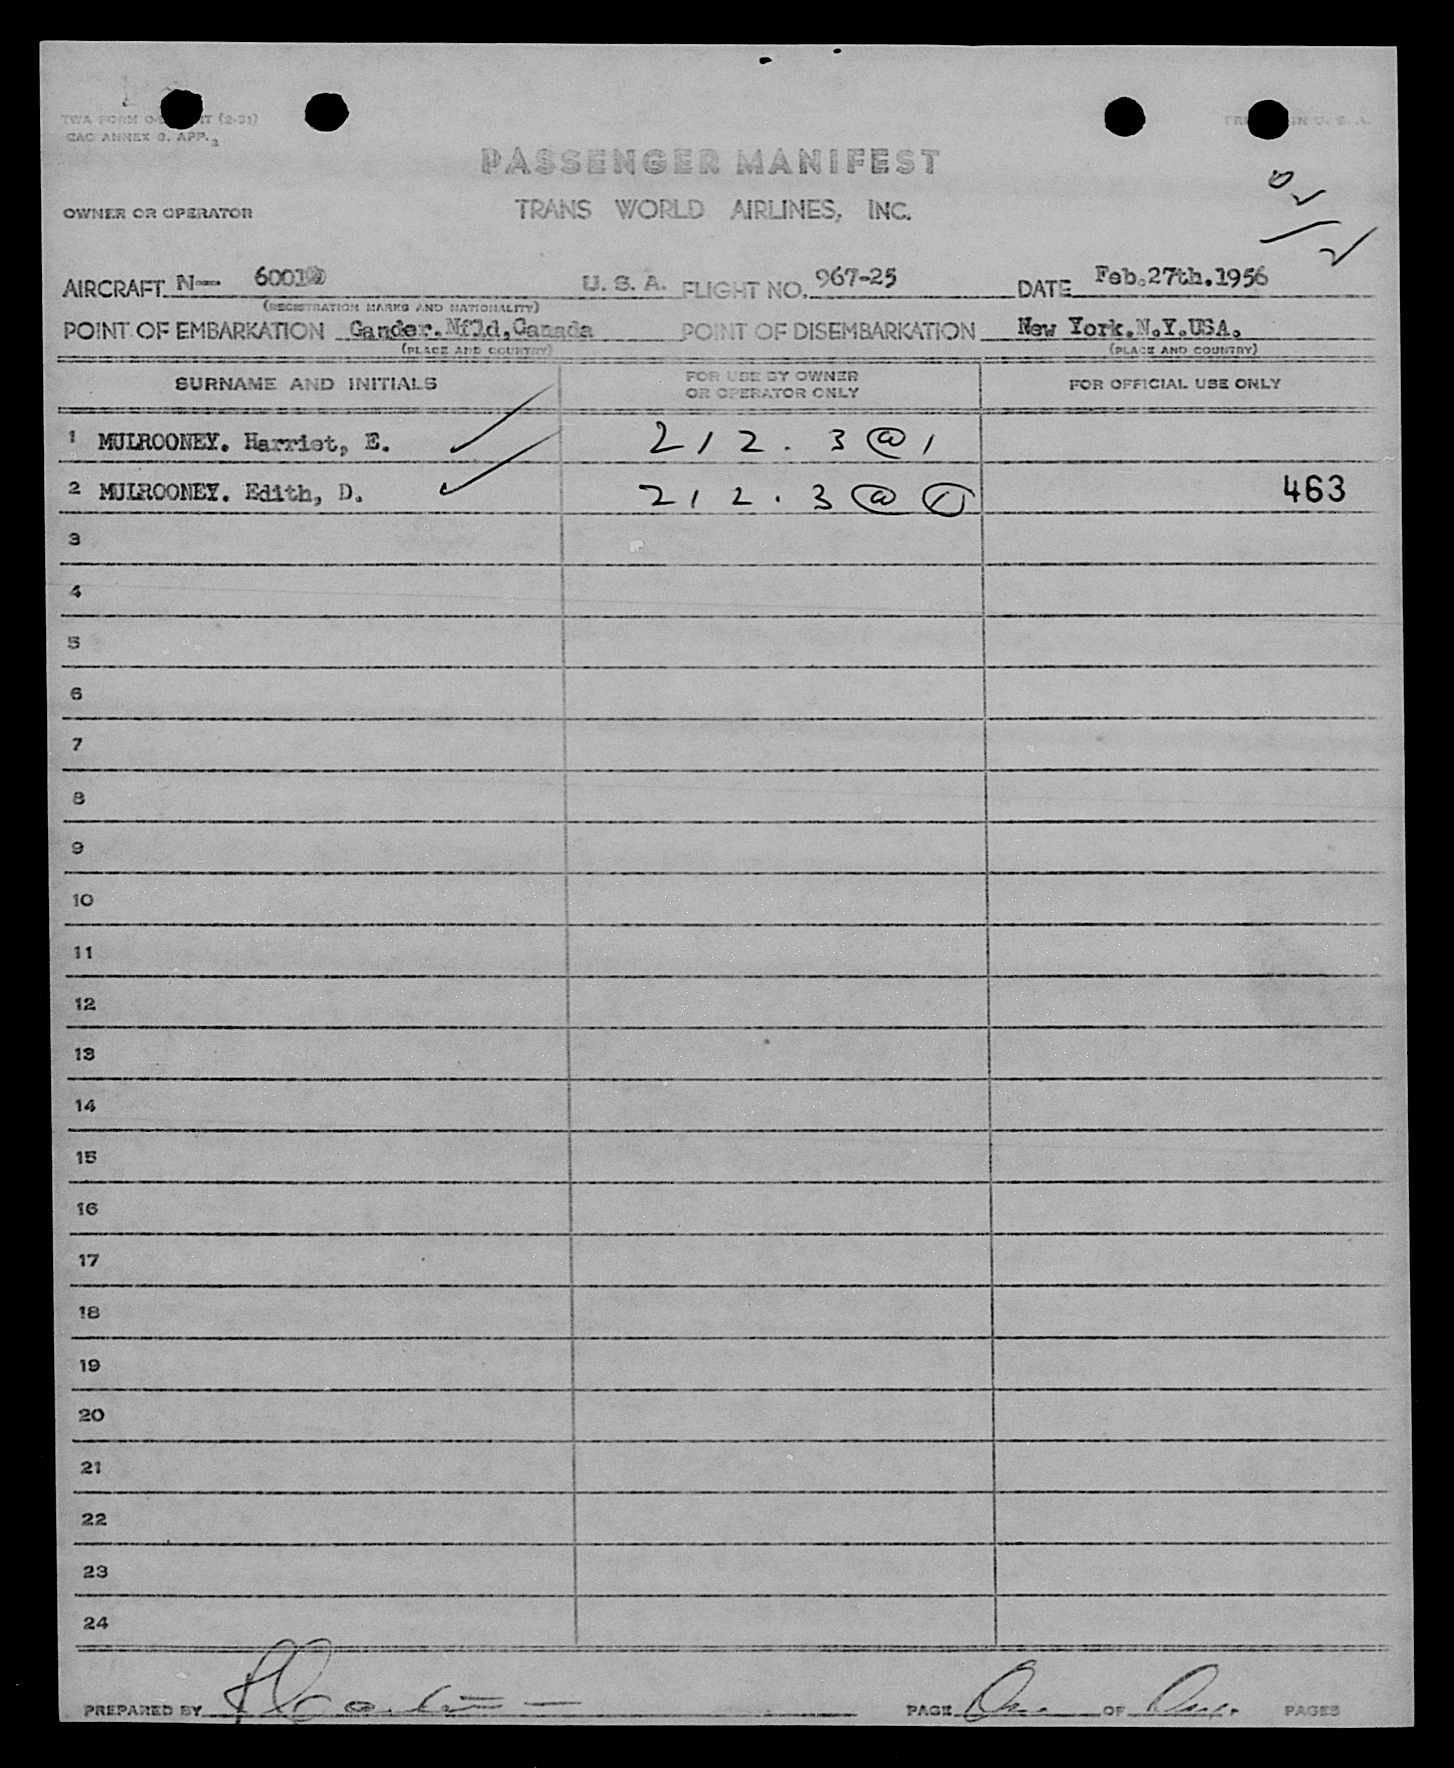 CAO ANNEX 9. APP. 2
PASSENGER MANIFEST
OWNER OR OPERATOR TRANS WORLD AIRLINES, INC.
AIRCRAFT N-- U. S. A. FLIGHT NO. 967-25 DATE Feb.27th.1956
(REGISTRATION MARKS AND NATIONALITY)
POINT OF EMBARKATION Gander.Nfld,Canada POINT OF DISEMBARKATION New York.N.Y.USA.
(PLACE AND COUNTRY) (PLACE AND COUNTRY)
SURNAME AND INITIALS FOR USE BY OWNER OR OPERATOR ONLY FOR OFFICIAL USE ONLY
1 MULROONEY. Harriet, E. 212.3@1
2 MULROONEY. Edith, D. 212.3@1 463
3
4
5
6
7
8
9
10
11
12
13
14
15
16
17
18
19
20
21
22
23
24
PREPARED BY PAGE One OF One PAGES